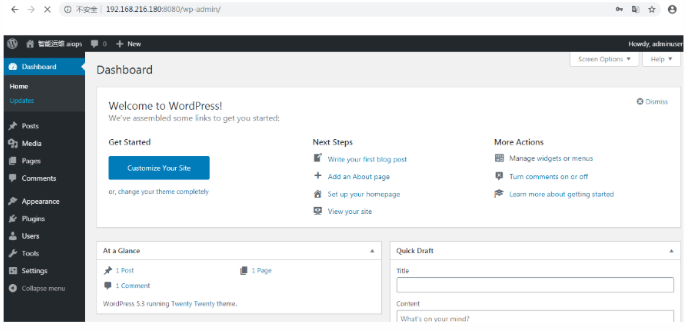 不安全 | 192.168.216.180:8080/wp-admin/
智能运维 aiops 0 + New Howdy, adminuser
Screen Options ▼ Help ▼
Dashboard
Home
Updates
Posts
Media
Pages
Comments
Appearance
Plugins
Users
Tools
Settings
Collapse menu
Dashboard
Welcome to WordPress!
We've assembled some links to get you started:
Dismiss
Get Started
Customize Your Site
or, change your theme completely
Next Steps
Write your first blog post
Add an About page
Set up your homepage
View your site
More Actions
Manage widgets or menus
Turn comments on or off
Learn more about getting started
At a Glance
1 Post
1 Page
1 Comment
WordPress 5.3 running Twenty Twenty theme.
Quick Draft
Title
Content
What's on your mind?